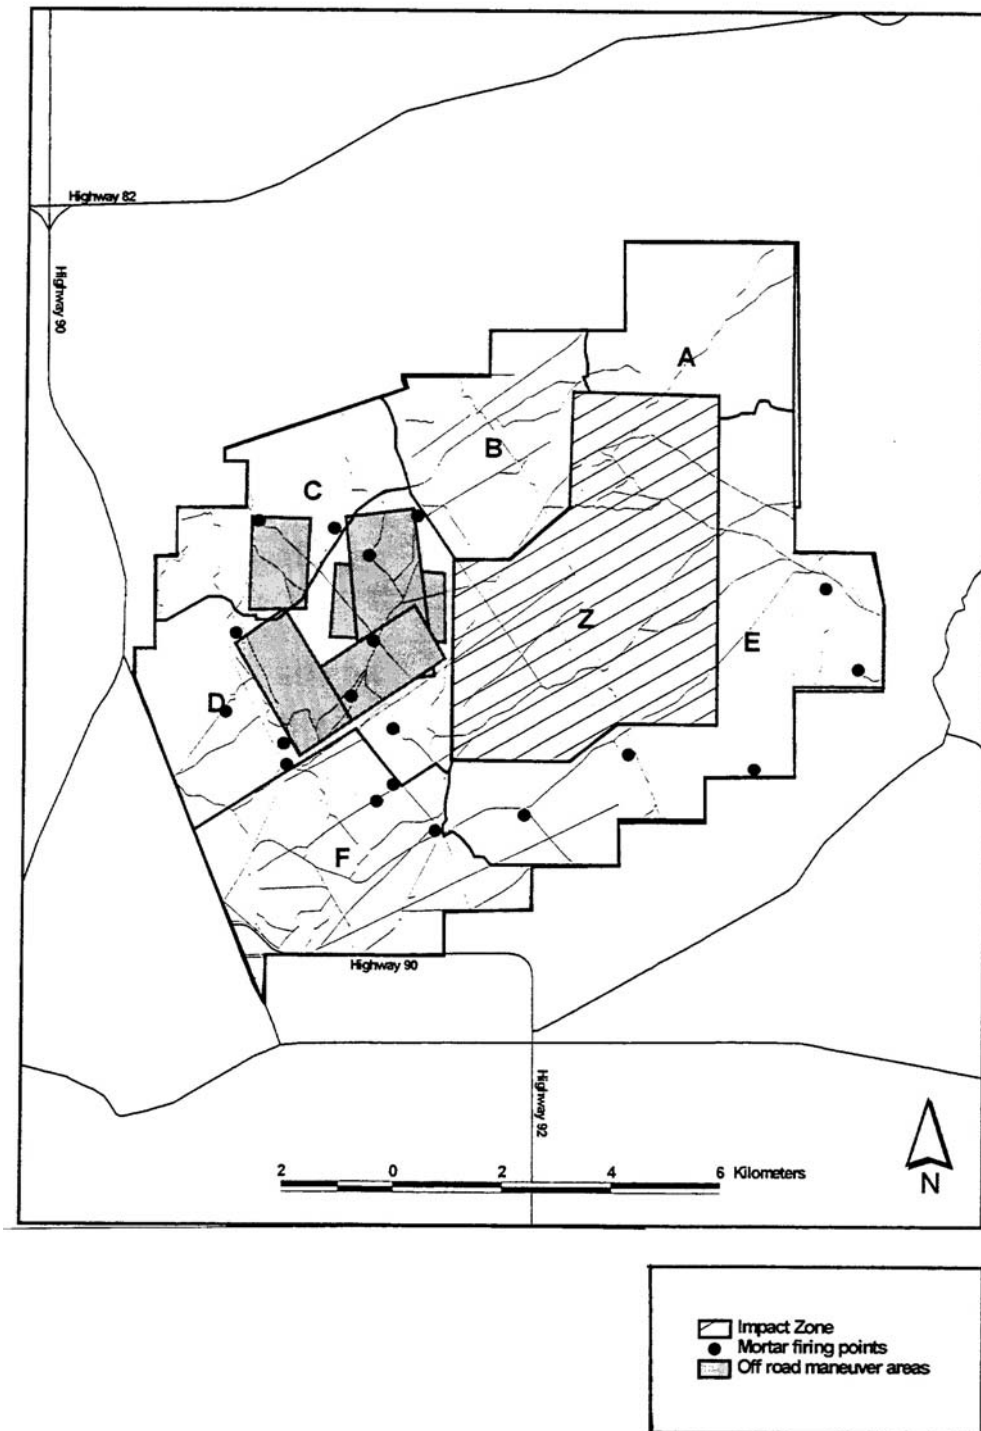 Highway 82
Highway 90
A
B
C
Z
E
D
F
Highway 90
Highway 92
2 0 2 4 6 Kilometers
N
Impact Zone
Mortar firing points
Off road maneuver areas